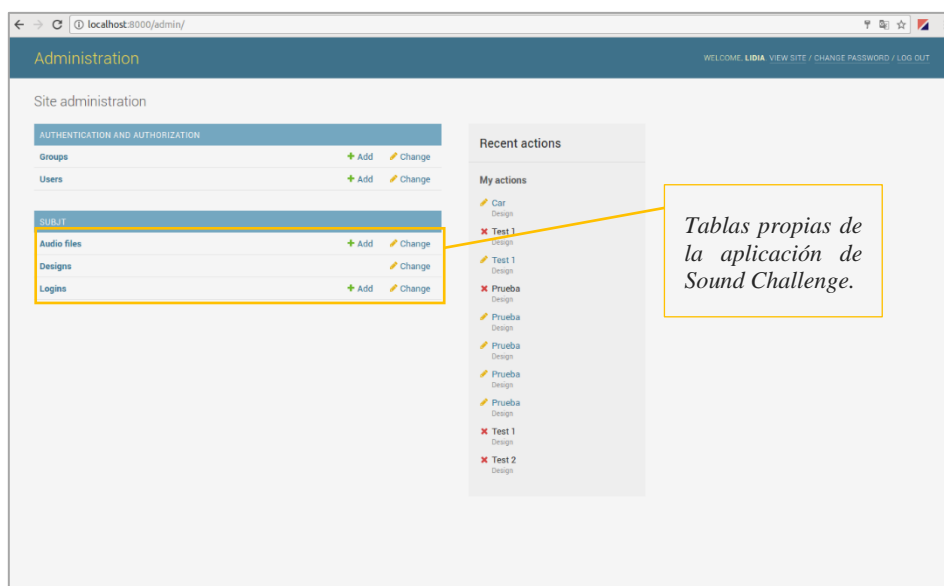 localhost:8000/admin/
Administration
WELCOME, LIDIA. VIEW SITE / CHANGE PASSWORD / LOG OUT
Site administration
AUTHENTICATION AND AUTHORIZATION
Groups Add Change
Users Add Change
SUBJT
Audio files Add Change
Designs Change
Logins Add Change
Recent actions
My actions
Car
Design
Test 1
Design
Test 1
Design
Prueba
Design
Prueba
Design
Prueba
Design
Prueba
Design
Prueba
Design
Test 1
Design
Test 2
Design
Tablas propias de
la aplicación de
Sound Challenge.